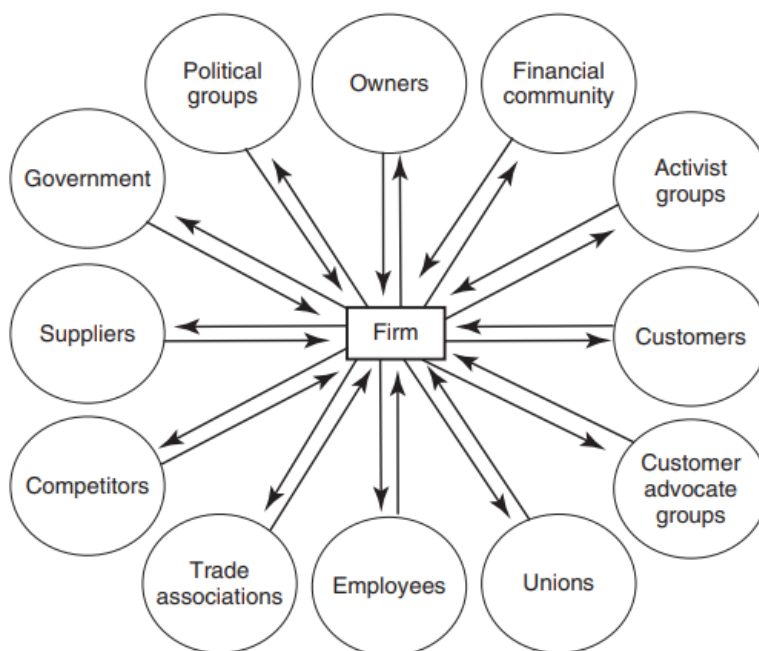 Political
groups
Owners
Financial
community
Government
Activist
groups
Suppliers
Firm
Customers
Competitors
Customer
advocate
groups
Trade
associations
Employees
Unions